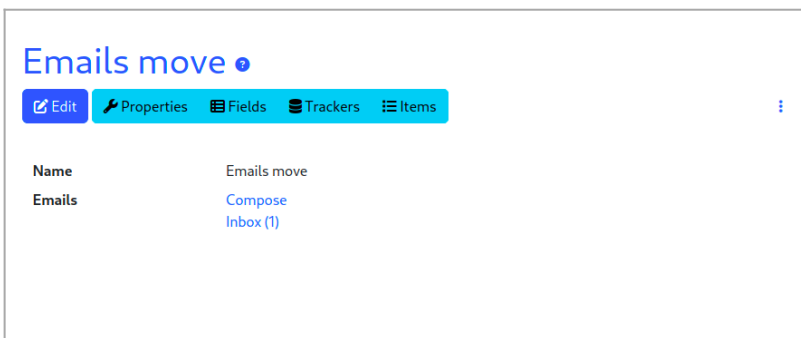 Emails move ?
Edit Properties Fields Trackers Items
Name Emails move
Emails Compose
Inbox (1)